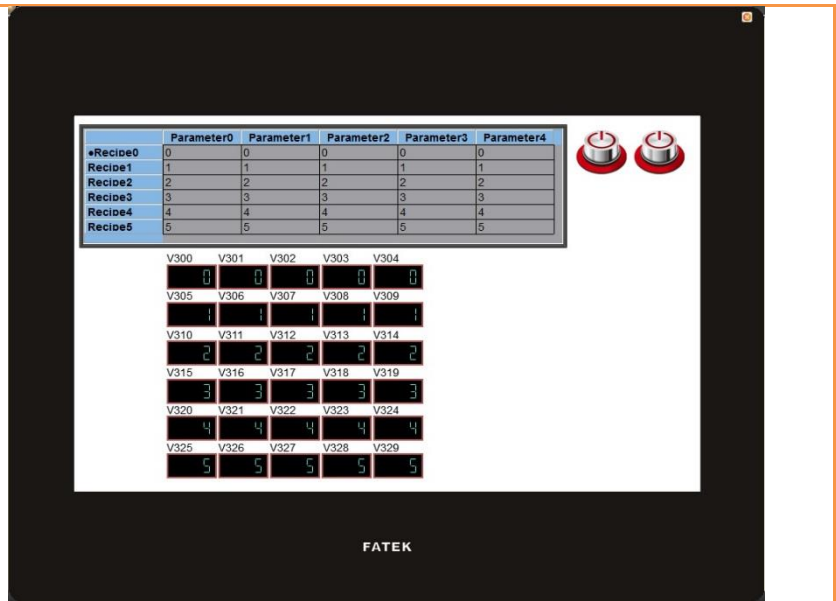 Parameter0 Parameter1 Parameter2 Parameter3 Parameter4
●Recipe0 0 0 0 0 0
Recipe1 1 1 1 1 1
Recipe2 2 2 2 2 2
Recipe3 3 3 3 3 3
Recipe4 4 4 4 4 4
Recipe5 5 5 5 5 5
V300 V301 V302 V303 V304
0 0 0 0 0
V305 V306 V307 V308 V309
1 1 1 1 1
V310 V311 V312 V313 V314
2 2 2 2 2
V315 V316 V317 V318 V319
3 3 3 3 3
V320 V321 V322 V323 V324
4 4 4 4 4
V325 V326 V327 V328 V329
5 5 5 5 5
FATEK